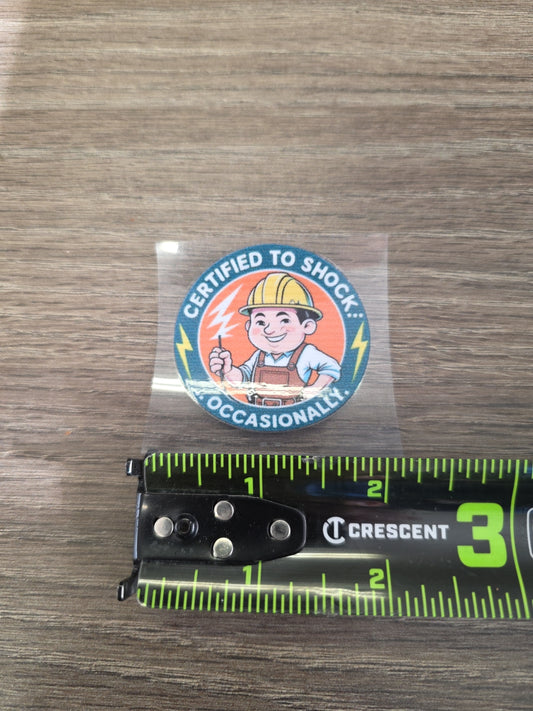 CERTIFIED TO SHOCK...
... OCCASIONALLY.
1 2
CRESCENT 3
1 2